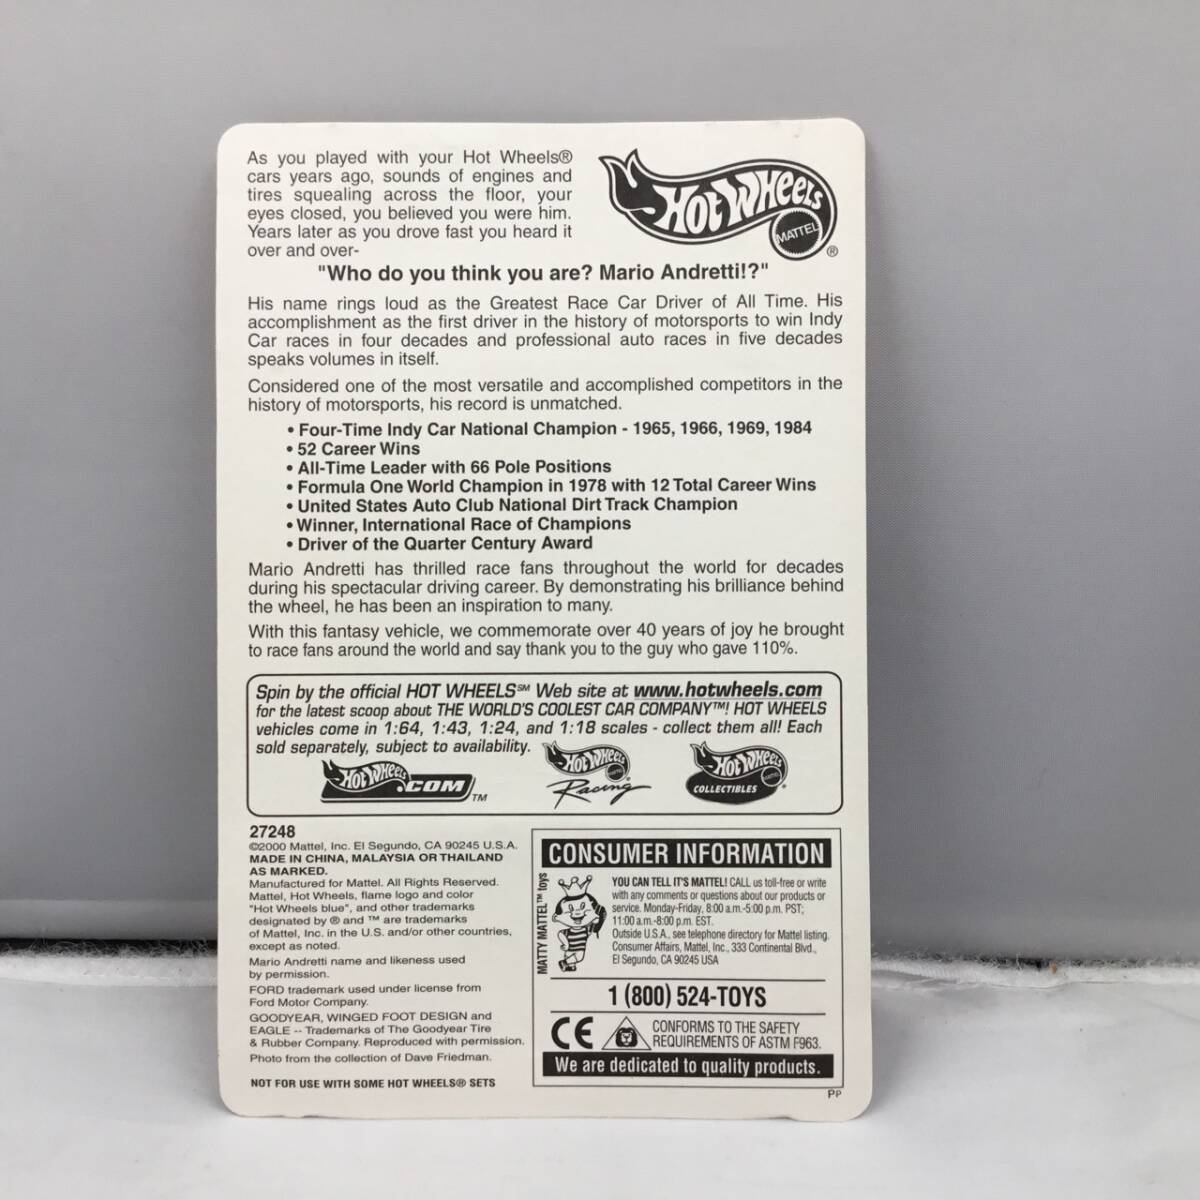 As you played with your Hot Wheels®
cars years ago, sounds of engines and
tires squealing across the floor, your
eyes closed, you believed you were him.
Years later as you drove fast you heard it
over and over-
Hot Wheels
MATTEL
®
"Who do you think you are? Mario Andretti!?"
His name rings loud as the Greatest Race Car Driver of All Time. His
accomplishment as the first driver in the history of motorsports to win Indy
Car races in four decades and professional auto races in five decades
speaks volumes in itself.
Considered one of the most versatile and accomplished competitors in the
history of motorsports, his record is unmatched.
• Four-Time Indy Car National Champion - 1965, 1966, 1969, 1984
• 52 Career Wins
• All-Time Leader with 66 Pole Positions
• Formula One World Champion in 1978 with 12 Total Career Wins
• United States Auto Club National Dirt Track Champion
• Winner, International Race of Champions
• Driver of the Quarter Century Award
Mario Andretti has thrilled race fans throughout the world for decades
during his spectacular driving career. By demonstrating his brilliance behind
the wheel, he has been an inspiration to many.
With this fantasy vehicle, we commemorate over 40 years of joy he brought
to race fans around the world and say thank you to the guy who gave 110%.
Spin by the official HOT WHEELS℠ Web site at www.hotwheels.com
for the latest scoop about THE WORLD'S COOLEST CAR COMPANY™! HOT WHEELS
vehicles come in 1:64, 1:43, 1:24, and 1:18 scales - collect them all! Each
sold separately, subject to availability.
Hot Wheels
.COM ™
Hot Wheels
MATTEL
Racing
Hot Wheels
MATTEL
®
COLLECTIBLES
27248
©2000 Mattel, Inc. El Segundo, CA 90245 U.S.A.
MADE IN CHINA, MALAYSIA OR THAILAND
AS MARKED.
Manufactured for Mattel. All Rights Reserved.
Mattel, Hot Wheels, flame logo and color
"Hot Wheels blue", and other trademarks
designated by ® and ™ are trademarks
of Mattel, Inc. in the U.S. and/or other countries,
except as noted.
Mario Andretti name and likeness used
by permission.
FORD trademark used under license from
Ford Motor Company.
GOODYEAR, WINGED FOOT DESIGN and
EAGLE -- Trademarks of The Goodyear Tire
& Rubber Company. Reproduced with permission.
Photo from the collection of Dave Friedman.
NOT FOR USE WITH SOME HOT WHEELS® SETS
CONSUMER INFORMATION
MATTY MATTEL™ toys
YOU CAN TELL IT'S MATTEL! CALL us toll-free or write
with any comments or questions about our products or
service. Monday-Friday, 8:00 a.m.-5:00 p.m. PST;
11:00 a.m.-8:00 p.m. EST.
Outside U.S.A., see telephone directory for Mattel listing.
Consumer Affairs, Mattel, Inc., 333 Continental Blvd.,
El Segundo, CA 90245 USA
1 (800) 524-TOYS
CE
CONFORMS TO THE SAFETY
REQUIREMENTS OF ASTM F963.
We are dedicated to quality products.
PP